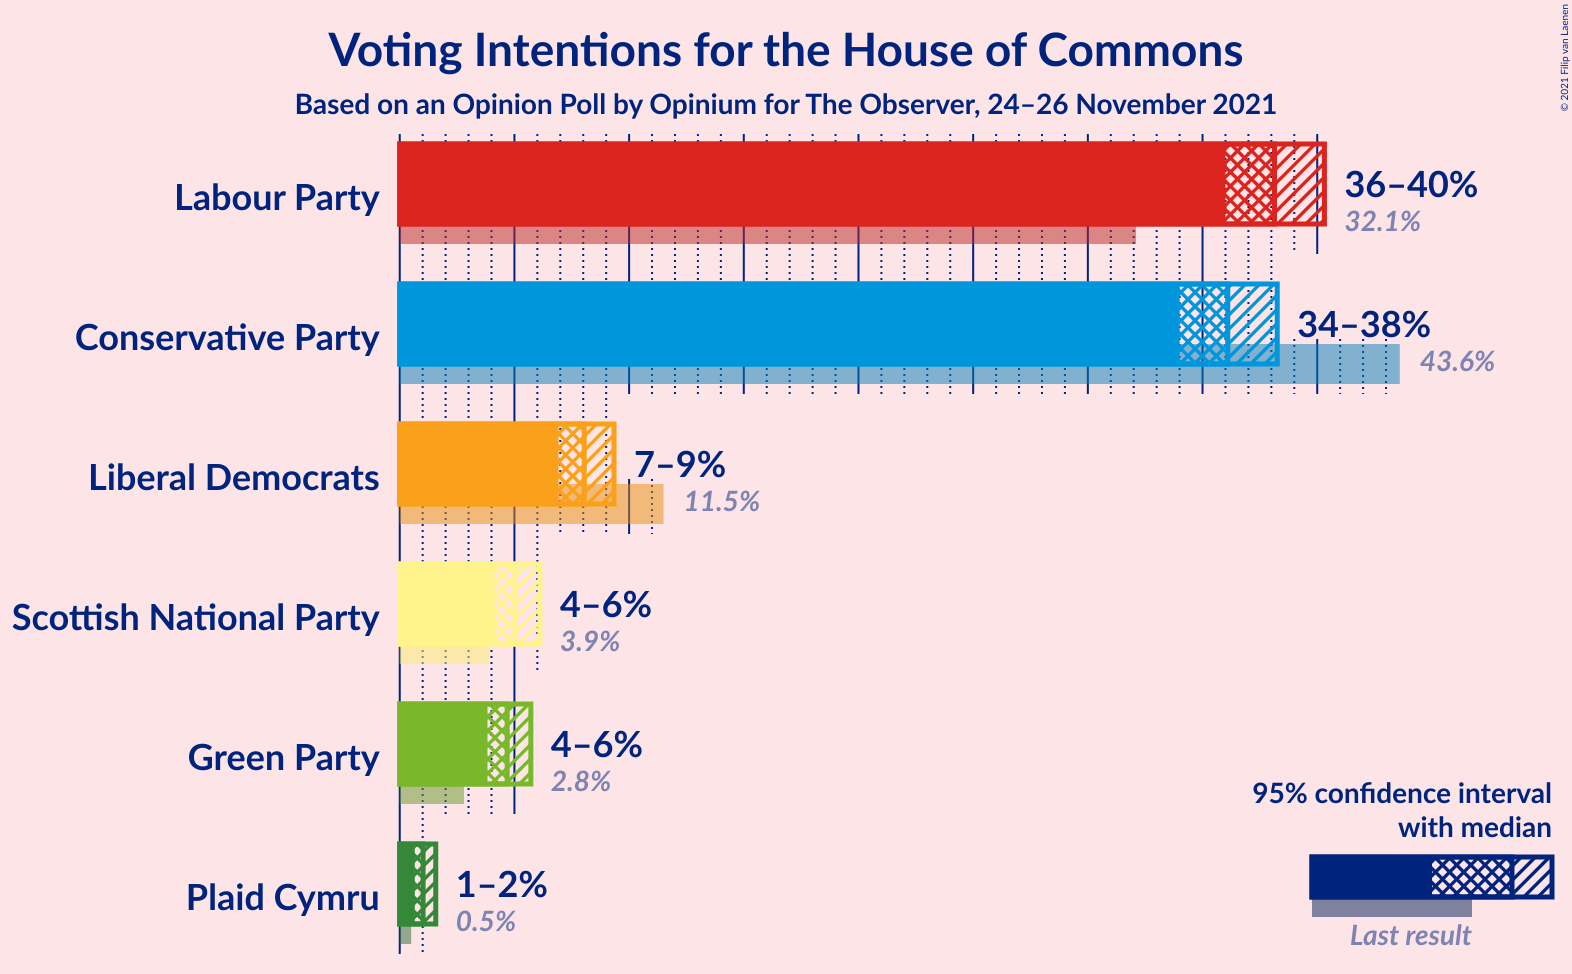 Voting Intentions for the House of Commons
Based on an Opinion Poll by Opinium for The Observer, 24–26 November 2021
© 2021 Filip van Laenen
Labour Party
36–40%
32.1%
Conservative Party
34–38%
43.6%
Liberal Democrats
7–9%
11.5%
Scottish National Party
4–6%
3.9%
Green Party
4–6%
2.8%
Plaid Cymru
1–2%
0.5%
95% confidence interval
with median
Last result